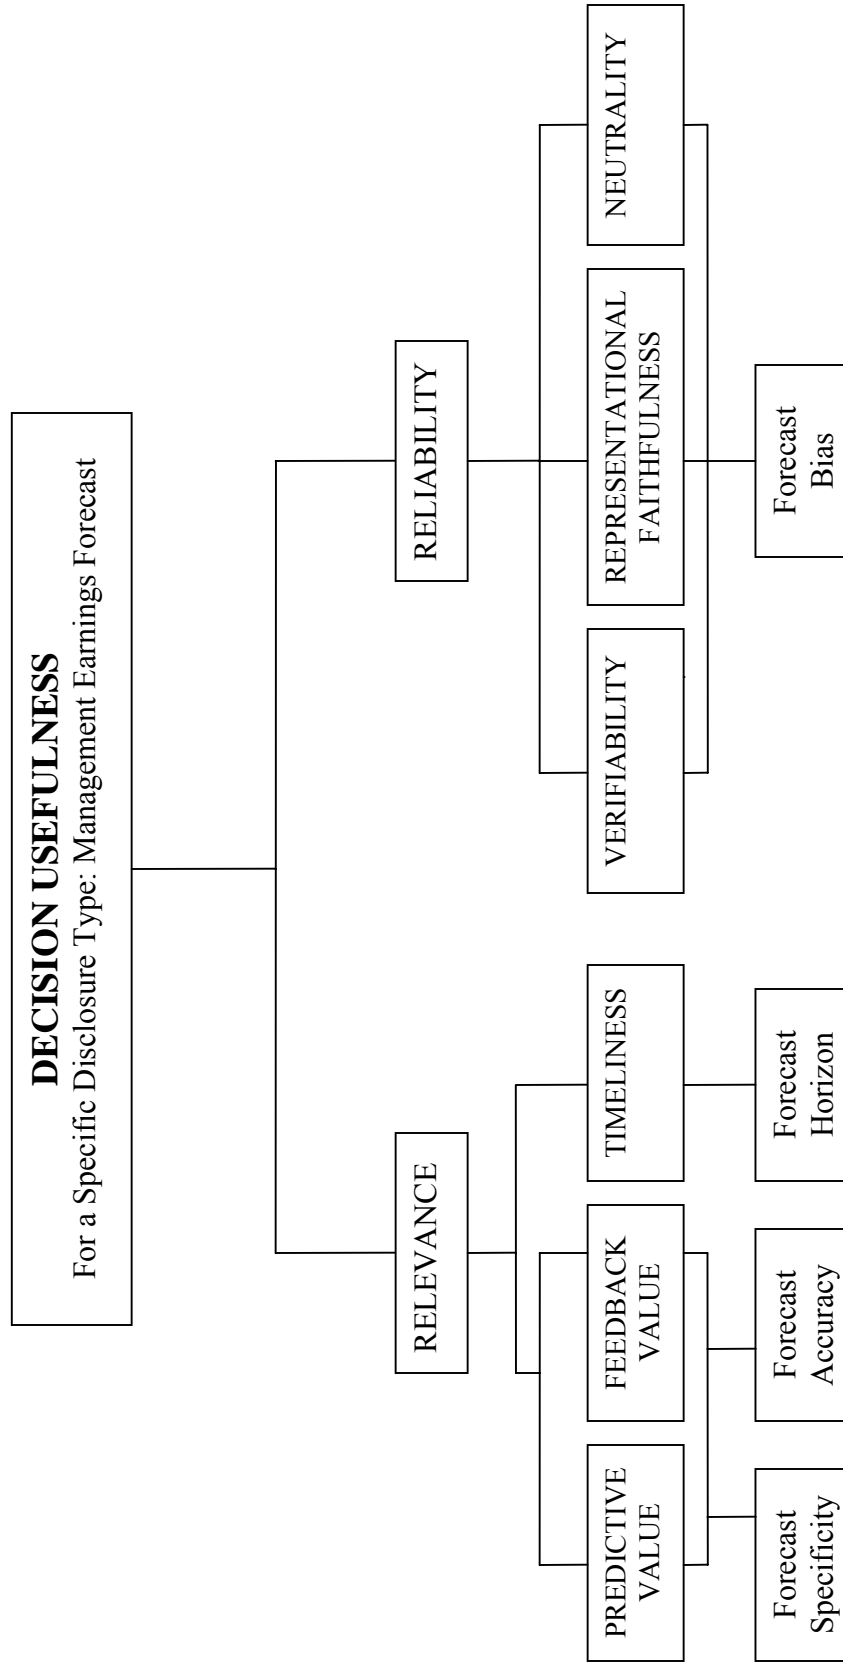 DECISION USEFULNESS
For a Specific Disclosure Type: Management Earnings Forecast
RELEVANCE
RELIABILITY
PREDICTIVE
VALUE
FEEDBACK
VALUE
TIMELINESS
VERIFIABILITY
REPRESENTATIONAL
FAITHFULNESS
NEUTRALITY
Forecast
Specificity
Forecast
Accuracy
Forecast
Horizon
Forecast
Bias